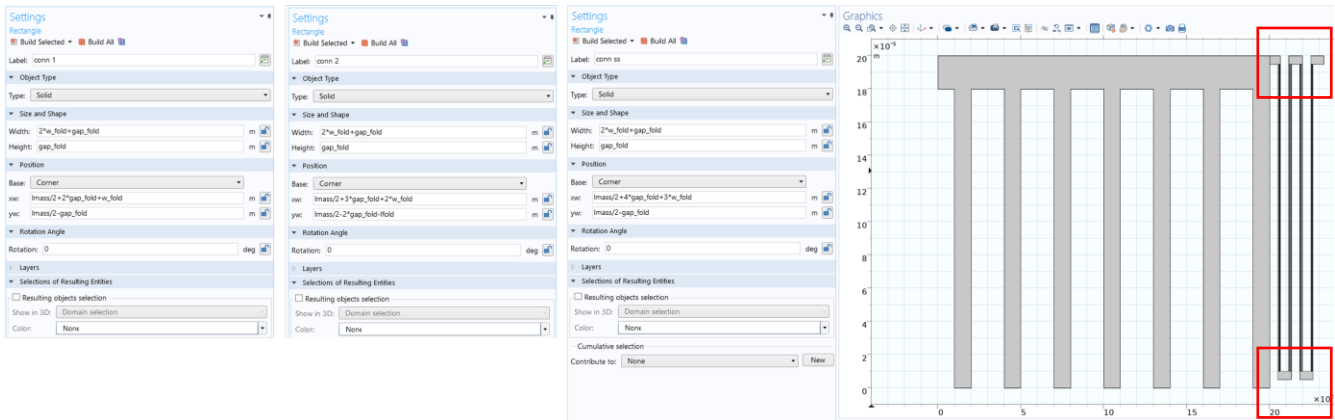 Settings
Rectangle
Build Selected Build All
Label: conn 1
Object Type
Type: Solid
Size and Shape
Width: 2*w_fold+gap_fold m
Height: gap_fold m
Position
Base: Corner
xw: lmass/2+2*gap_fold+w_fold m
yw: lmass/2-gap_fold m
Rotation Angle
Rotation: 0 deg
Layers
Selections of Resulting Entities
Resulting objects selection
Show in 3D: Domain selection
Color: None
Settings
Rectangle
Build Selected Build All
Label: conn 2
Object Type
Type: Solid
Size and Shape
Width: 2*w_fold+gap_fold m
Height: gap_fold m
Position
Base: Corner
xw: lmass/2+3*gap_fold+2*w_fold m
yw: lmass/2-2*gap_fold-lfold m
Rotation Angle
Rotation: 0 deg
Layers
Selections of Resulting Entities
Resulting objects selection
Show in 3D: Domain selection
Color: None
Settings
Rectangle
Build Selected Build All
Label: conn ss
Object Type
Type: Solid
Size and Shape
Width: 2*w_fold+gap_fold m
Height: gap_fold m
Position
Base: Corner
xw: lmass/2+4*gap_fold+3*w_fold m
yw: lmass/2-gap_fold m
Rotation Angle
Rotation: 0 deg
Layers
Selections of Resulting Entities
Resulting objects selection
Show in 3D: Domain selection
Color: None
Cumulative selection
Contribute to: None New
Graphics
×10⁻⁵
20 m
18
16
14
12
10
8
6
4
2
0
0 5 10 15 20
×10